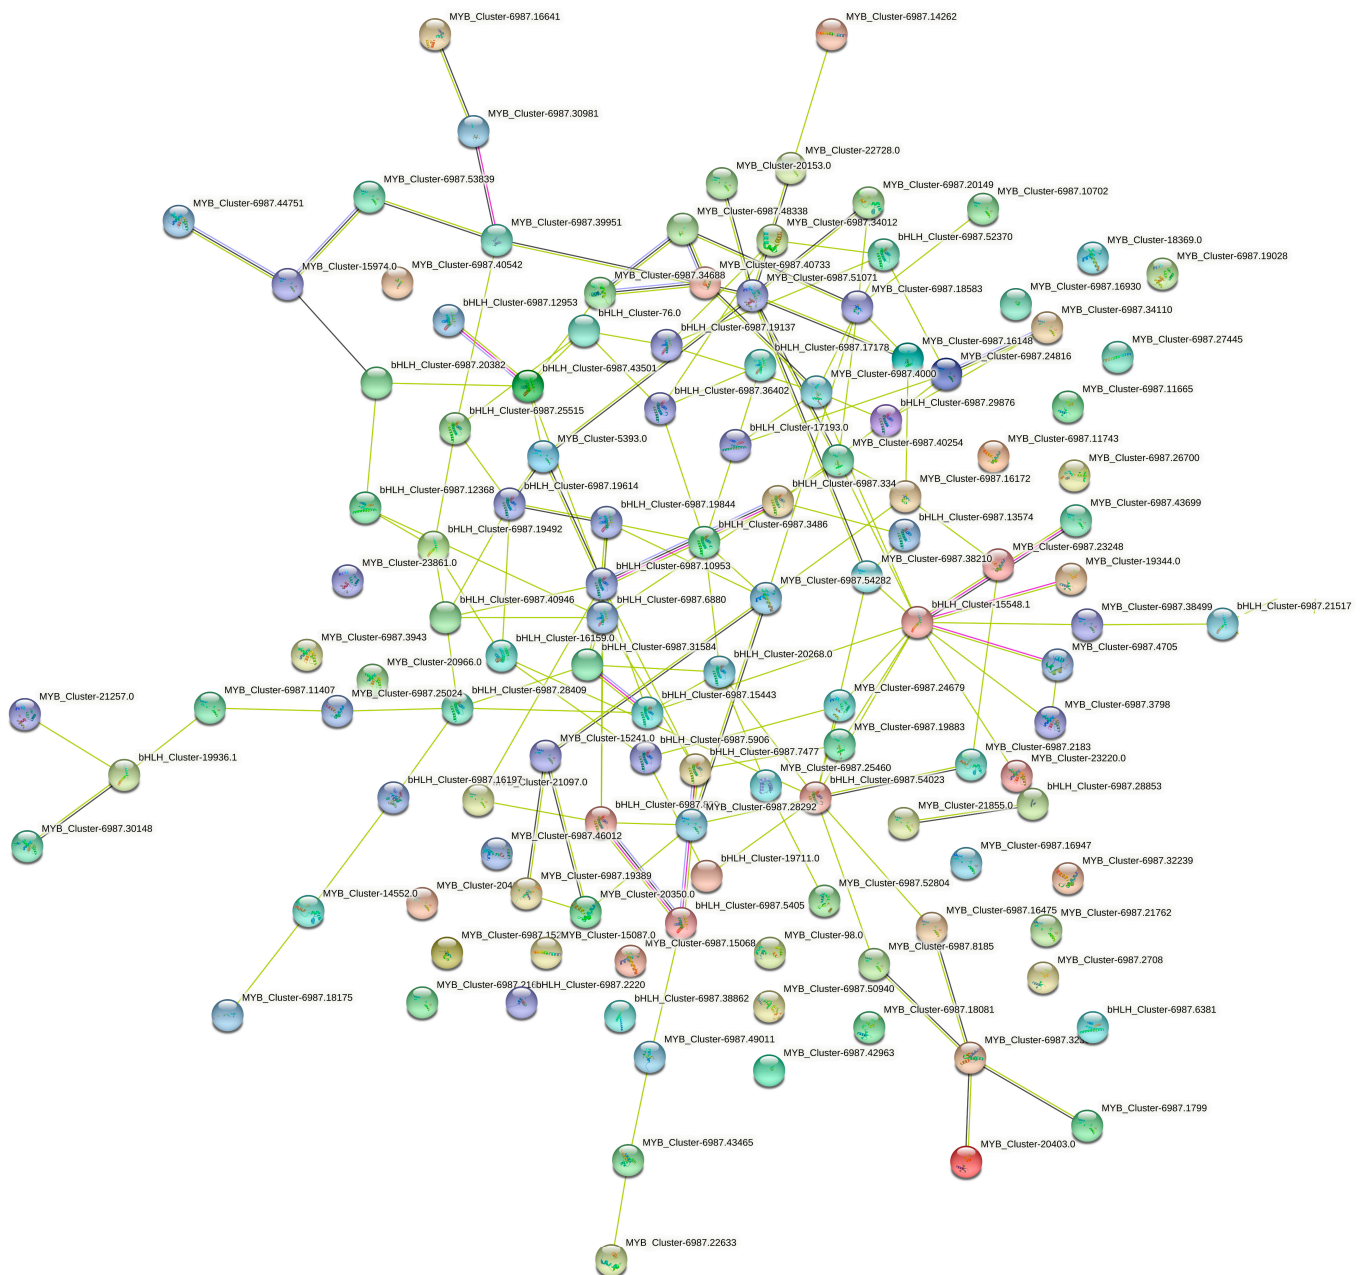 MYB_Cluster-6987.16641
MYB_Cluster-6987.14262
MYB_Cluster-6987.30981
MYB_Cluster-22728.0
MYB_Cluster-20153.0
MYB_Cluster-6987.53839
MYB_Cluster-6987.20149
MYB_Cluster-6987.10702
MYB_Cluster-6987.44751
MYB_Cluster-6987.48338
MYB_Cluster-6987.34012
MYB_Cluster-6987.39951
bHLH_Cluster-6987.52370
MYB_Cluster-18369.0
MYB_Cluster-6987.19028
MYB_Cluster-15974.0
MYB_Cluster-6987.40542
MYB_Cluster-6987.40733
MYB_Cluster-6987.34688
MYB_Cluster-6987.51071
MYB_Cluster-6987.18583
MYB_Cluster-6987.16930
MYB_Cluster-6987.34110
bHLH_Cluster-6987.12953
bHLH_Cluster-76.0
bHLH_Cluster-6987.19137
MYB_Cluster-6987.27445
MYB_Cluster-6987.16148
bHLH_Cluster-6987.17178
MYB_Cluster-6987.24816
bHLH_Cluster-6987.20382
bHLH_Cluster-6987.43501
MYB_Cluster-6987.4000
bHLH_Cluster-6987.36402
MYB_Cluster-6987.11665
bHLH_Cluster-6987.29876
bHLH_Cluster-6987.25515
bHLH_Cluster-17193.0
MYB_Cluster-5393.0
MYB_Cluster-6987.40254
MYB_Cluster-6987.11743
MYB_Cluster-6987.26700
bHLH_Cluster-6987.12368
bHLH_Cluster-6987.19614
bHLH_Cluster-6987.334
MYB_Cluster-6987.16172
bHLH_Cluster-6987.19844
MYB_Cluster-6987.43699
bHLH_Cluster-6987.19492
bHLH_Cluster-6987.3486
bHLH_Cluster-6987.13574
MYB_Cluster-6987.23248
MYB_Cluster-23861.0
bHLH_Cluster-6987.10953
MYB_Cluster-6987.38210
MYB_Cluster-19344.0
MYB_Cluster-6987.54282
bHLH_Cluster-6987.40946
bHLH_Cluster-6987.6880
bHLH_Cluster-15548.1
MYB_Cluster-6987.38499
bHLH_Cluster-6987.21517
MYB_Cluster-6987.3943
bHLH_Cluster-16159.0
bHLH_Cluster-6987.31584
bHLH_Cluster-20268.0
MYB_Cluster-6987.4705
MYB_Cluster-20966.0
MYB_Cluster-21257.0
MYB_Cluster-6987.11407
MYB_Cluster-6987.25024
bHLH_Cluster-6987.28409
bHLH_Cluster-6987.15443
MYB_Cluster-6987.24679
MYB_Cluster-6987.3798
MYB_Cluster-6987.19883
MYB_Cluster-15241.0
bHLH_Cluster-6987.5906
bHLH_Cluster-6987.7477
MYB_Cluster-6987.2183
bHLH_Cluster-19936.1
MYB_Cluster-23220.0
MYB_Cluster-6987.25460
bHLH_Cluster-6987.16197
21097.0
bHLH_Cluster-6987.54023
bHLH_Cluster-6987.28853
MYB_Cluster-21855.0
MYB_Cluster-6987.28292
MYB_Cluster-6987.30148
MYB_Cluster-6987.46012
bHLH_Cluster-19711.0
MYB_Cluster-6987.16947
MYB_Cluster-6987.32239
MYB_Cluster-6987.19389
MYB_Cluster-14552.0
MYB_Cluster-20350.0
MYB_Cluster-6987.52804
bHLH_Cluster-6987.5405
MYB_Cluster-6987.16475
MYB_Cluster-6987.21762
MYB_Cluster-15087.0
MYB_Cluster-6987.15068
MYB_Cluster-98.0
MYB_Cluster-6987.8185
MYB_Cluster-6987.2708
MYB_Cluster-6987.18175
bHLH_Cluster-6987.2220
bHLH_Cluster-6987.38862
MYB_Cluster-6987.50940
MYB_Cluster-6987.18081
bHLH_Cluster-6987.6381
MYB_Cluster-6987.49011
MYB_Cluster-6987.42963
MYB_Cluster-6987.1799
MYB_Cluster-6987.43465
MYB_Cluster-20403.0
MYB_Cluster-6987.22633